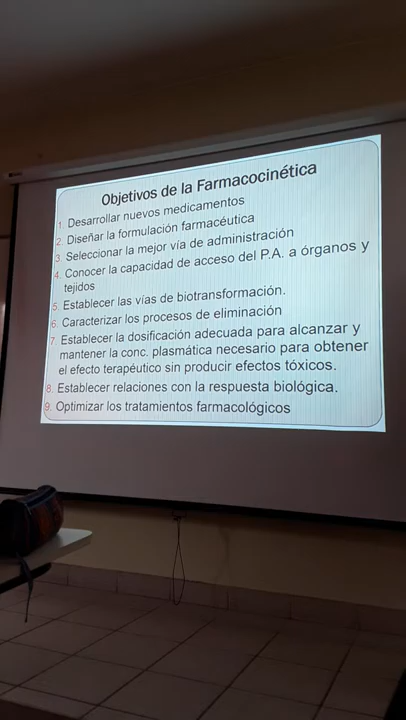 Objetivos de la Farmacocinética
1. Desarrollar nuevos medicamentos
2. Diseñar la formulación farmacéutica
3. Seleccionar la mejor vía de administración
4. Conocer la capacidad de acceso del P.A. a órganos y
tejidos
5. Establecer las vías de biotransformación.
6. Caracterizar los procesos de eliminación
7. Establecer la dosificación adecuada para alcanzar y
mantener la conc. plasmática necesario para obtener
el efecto terapéutico sin producir efectos tóxicos.
8. Establecer relaciones con la respuesta biológica.
9. Optimizar los tratamientos farmacológicos